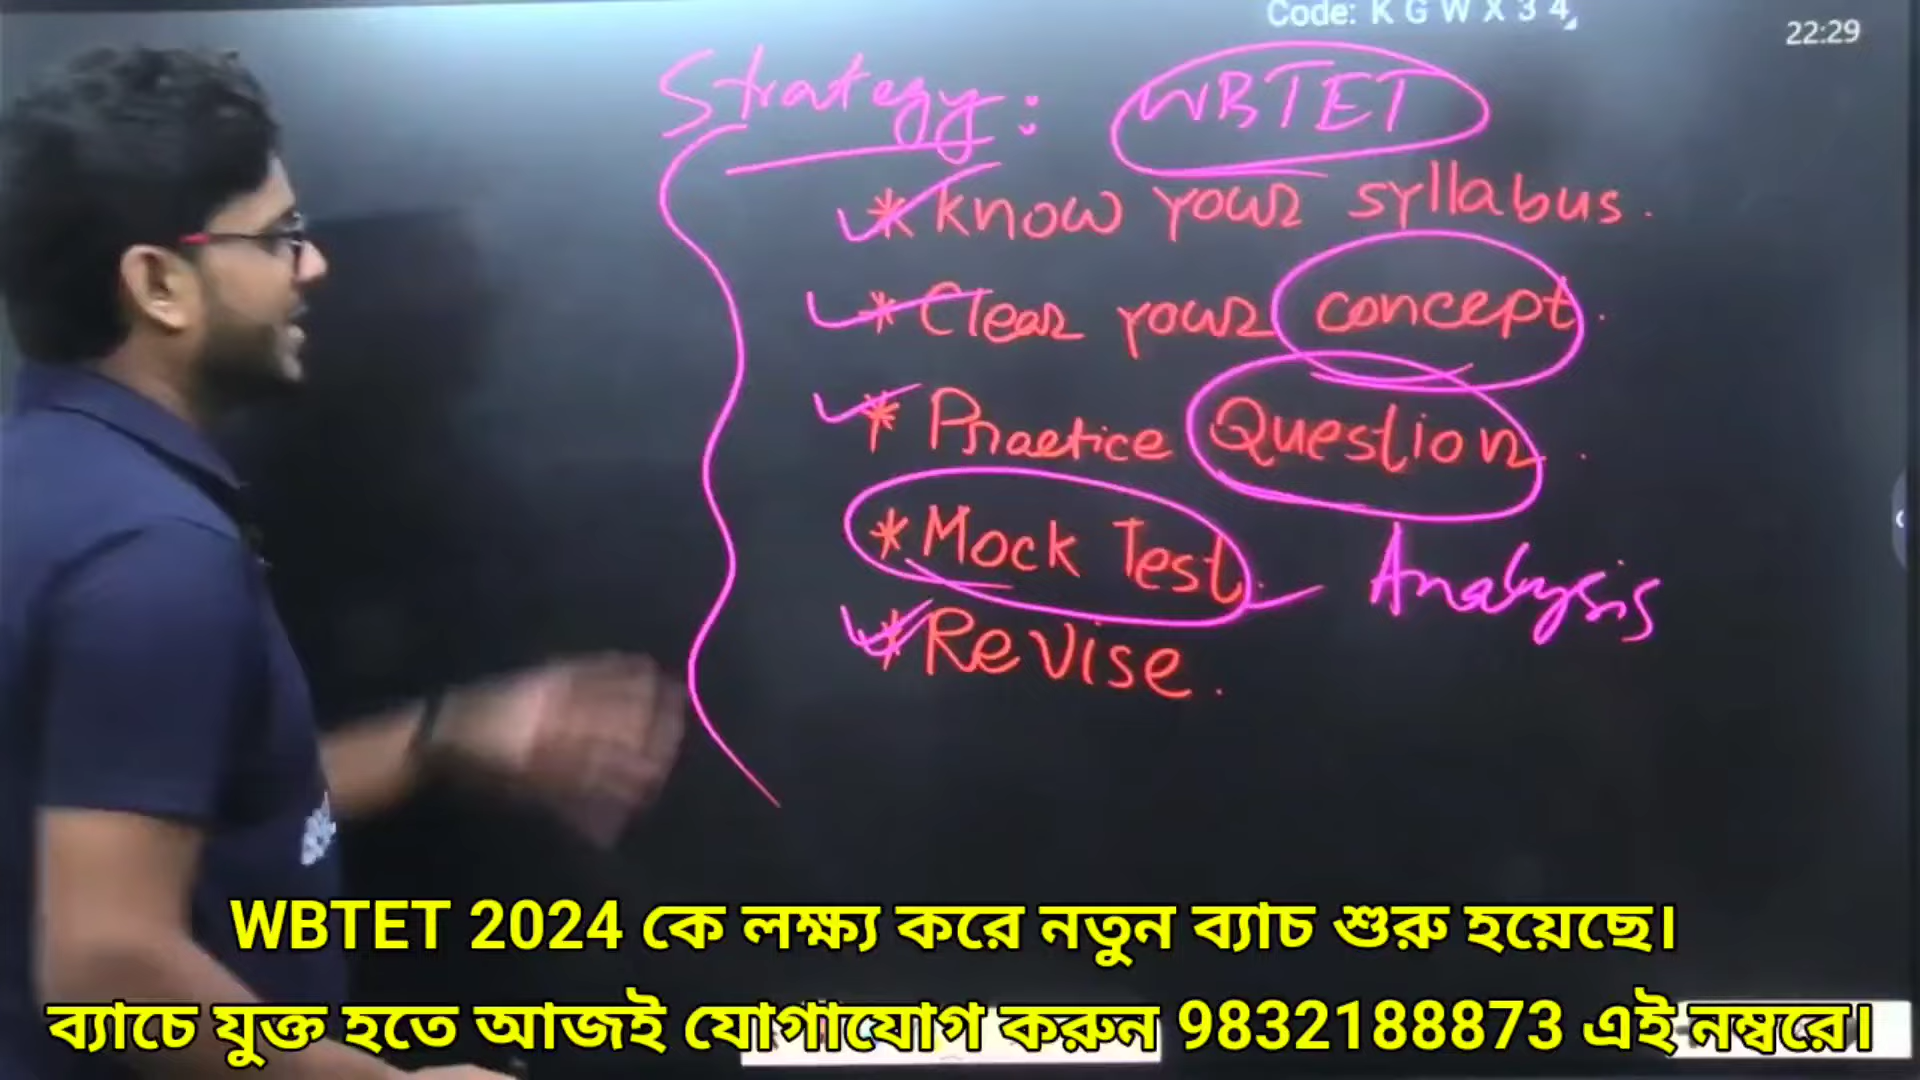 Code: K G W X 3 4
22:29
Strategy: WBTET
* Know your syllabus.
* Clear your concept.
* Practice Question.
* Mock Test. Analysis
* Revise.
WBTET 2024 কে লক্ষ্য করে নতুন ব্যাচ শুরু হয়েছে।
ব্যাচে যুক্ত হতে আজই যোগাযোগ করুন 9832188873 এই নম্বরে।